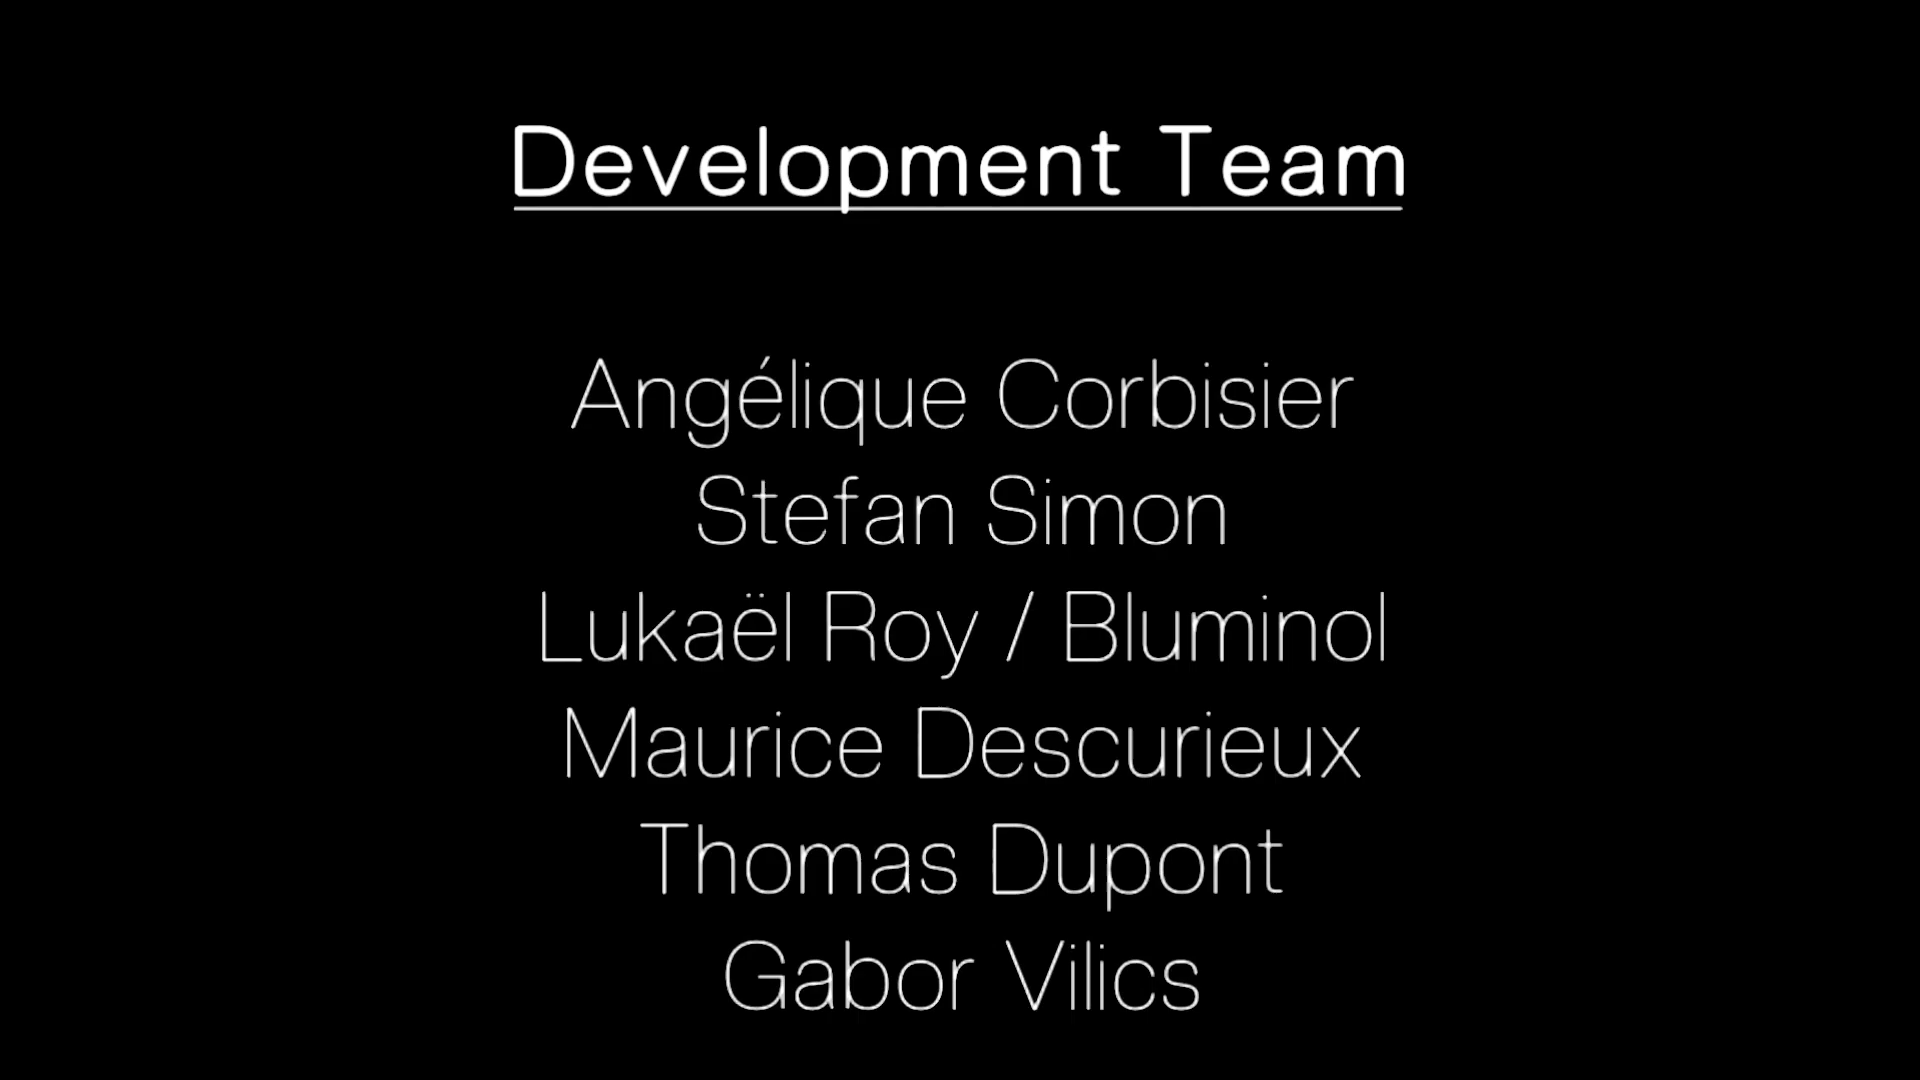 Development Team
Angélique Corbisier
Stefan Simon
Lukaël Roy / Bluminol
Maurice Descurieux
Thomas Dupont
Gabor Vilics